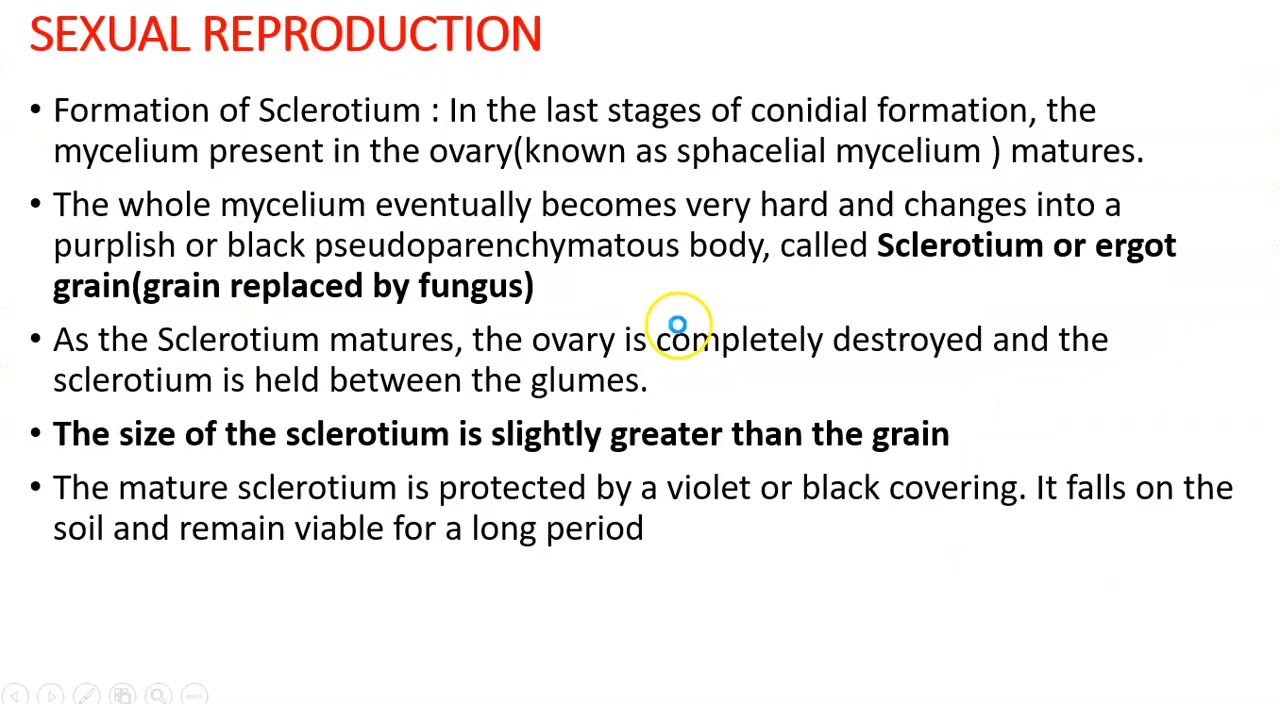 SEXUAL REPRODUCTION
• Formation of Sclerotium : In the last stages of conidial formation, the
mycelium present in the ovary(known as sphacelial mycelium ) matures.
• The whole mycelium eventually becomes very hard and changes into a
purplish or black pseudoparenchymatous body, called Sclerotium or ergot
grain(grain replaced by fungus)
• As the Sclerotium matures, the ovary is completely destroyed and the
sclerotium is held between the glumes.
• The size of the sclerotium is slightly greater than the grain
• The mature sclerotium is protected by a violet or black covering. It falls on the
soil and remain viable for a long period